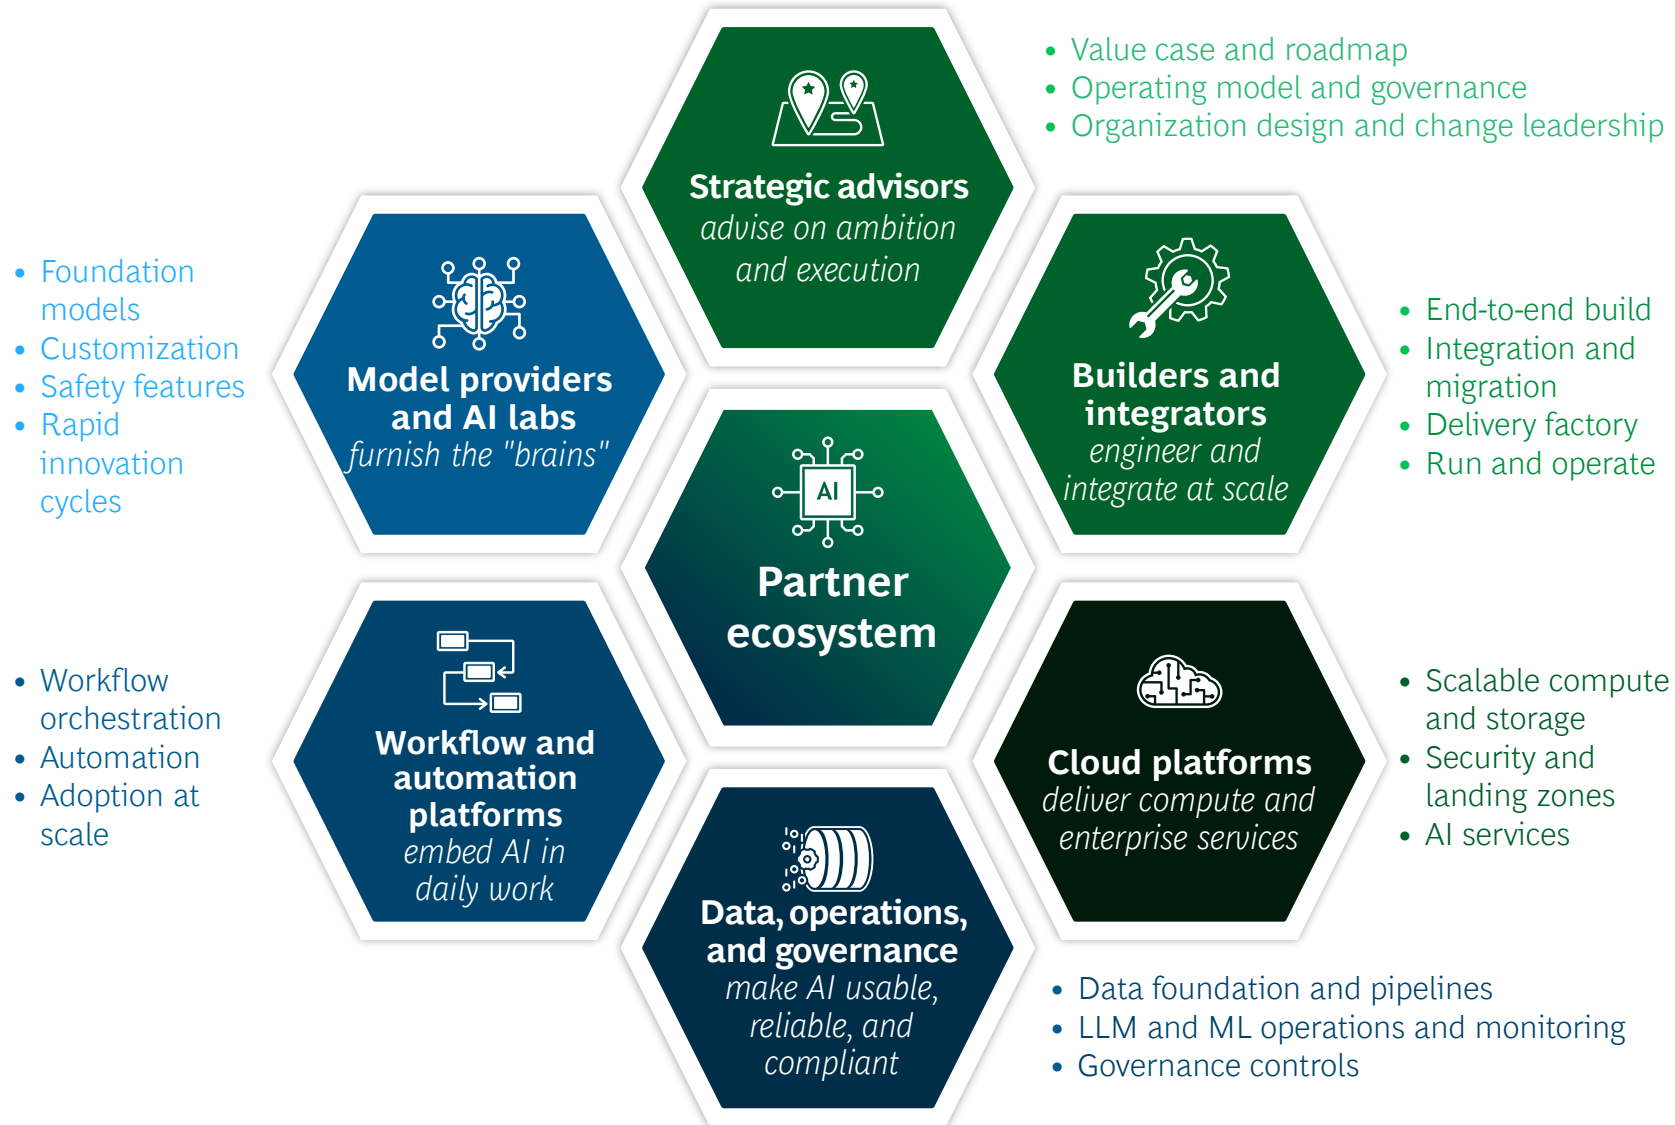 Strategic advisors
advise on ambition
and execution
• Value case and roadmap
• Operating model and governance
• Organization design and change leadership
• Foundation
models
• Customization
• Safety features
• Rapid
innovation
cycles
Model providers
and AI labs
furnish the "brains"
Builders and
integrators
engineer and
integrate at scale
• End-to-end build
• Integration and
migration
• Delivery factory
• Run and operate
AI
Partner
ecosystem
• Workflow
orchestration
• Automation
• Adoption at
scale
Workflow and
automation
platforms
embed AI in
daily work
Cloud platforms
deliver compute and
enterprise services
• Scalable compute
and storage
• Security and
landing zones
• AI services
Data, operations,
and governance
make AI usable,
reliable, and
compliant
• Data foundation and pipelines
• LLM and ML operations and monitoring
• Governance controls